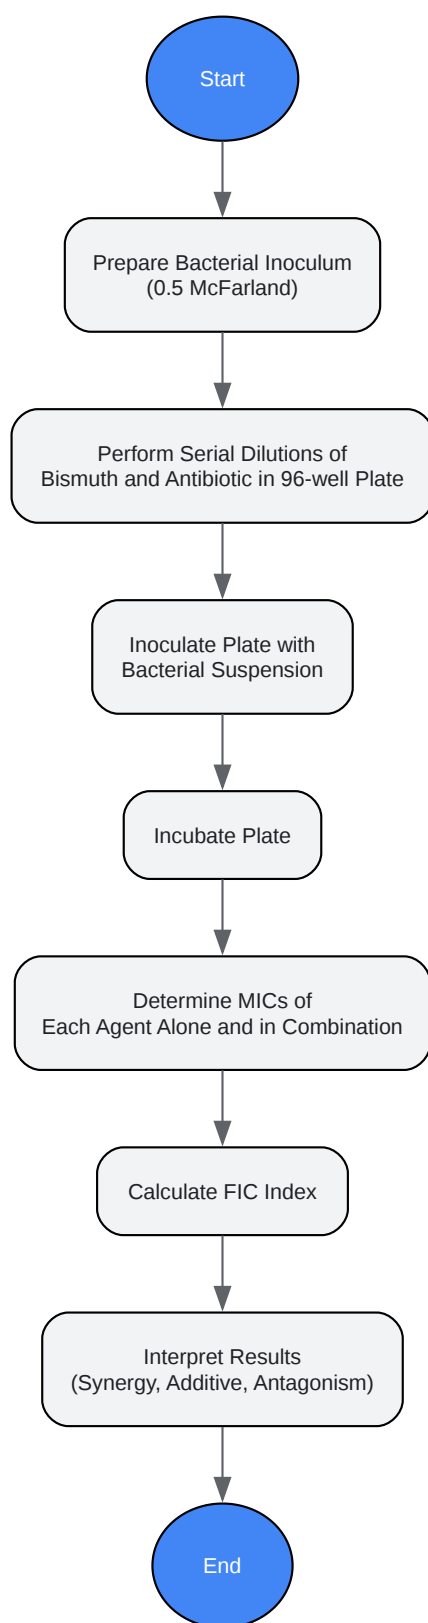 Start
Prepare Bacterial Inoculum
(0.5 McFarland)
Perform Serial Dilutions of
Bismuth and Antibiotic in 96-well Plate
Inoculate Plate with
Bacterial Suspension
Incubate Plate
Determine MICs of
Each Agent Alone and in Combination
Calculate FIC Index
Interpret Results
(Synergy, Additive, Antagonism)
End